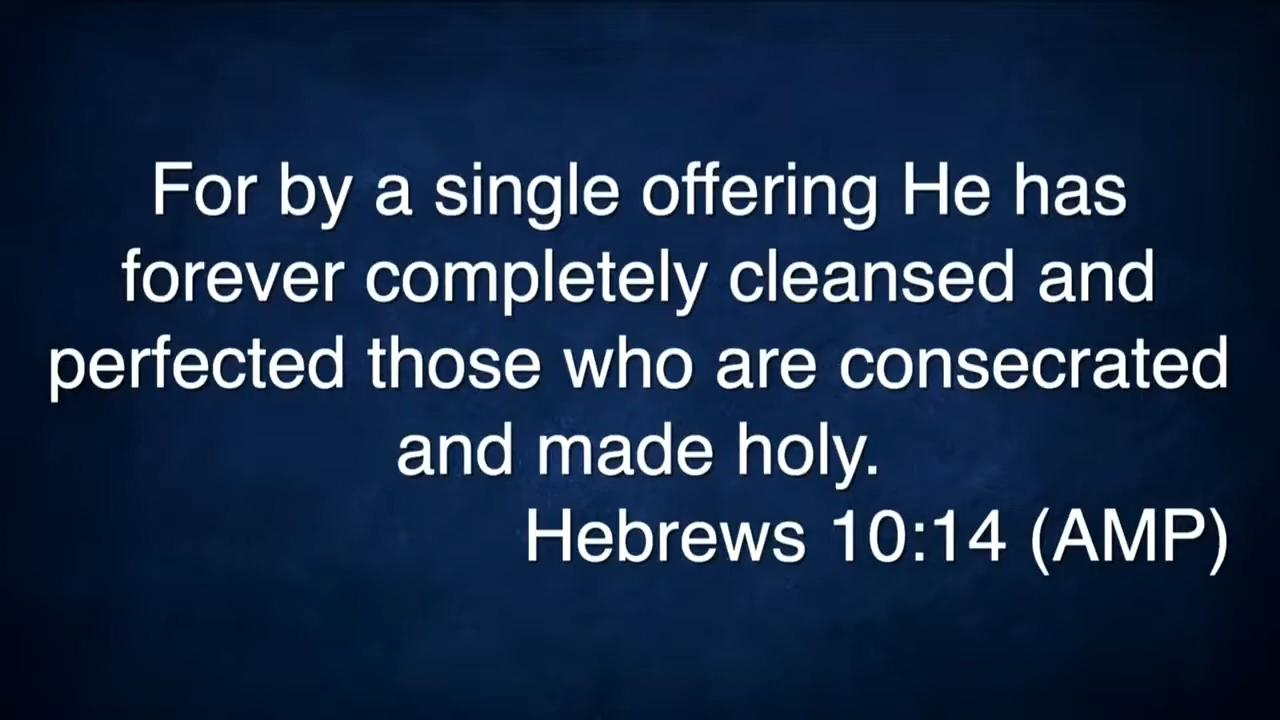 For by a single offering He has
forever completely cleansed and
perfected those who are consecrated
and made holy.
Hebrews 10:14 (AMP)